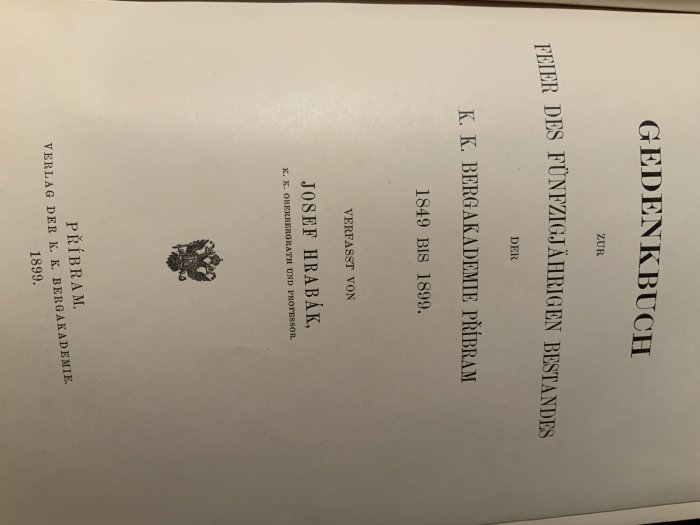 GEDENKBUCH
ZUR
FEIER DES FÜNFZIGJÄHRIGEN BESTANDES
DER
K. K. BERGAKADEMIE PŘÍBRAM
1849 BIS 1899.
VERFASST VON
JOSEF HRABÁK,
K. K. OBERBERGRATH UND PROFESSOR.
PŘÍBRAM.
VERLAG DER K. K. BERGAKADEMIE.
1899.